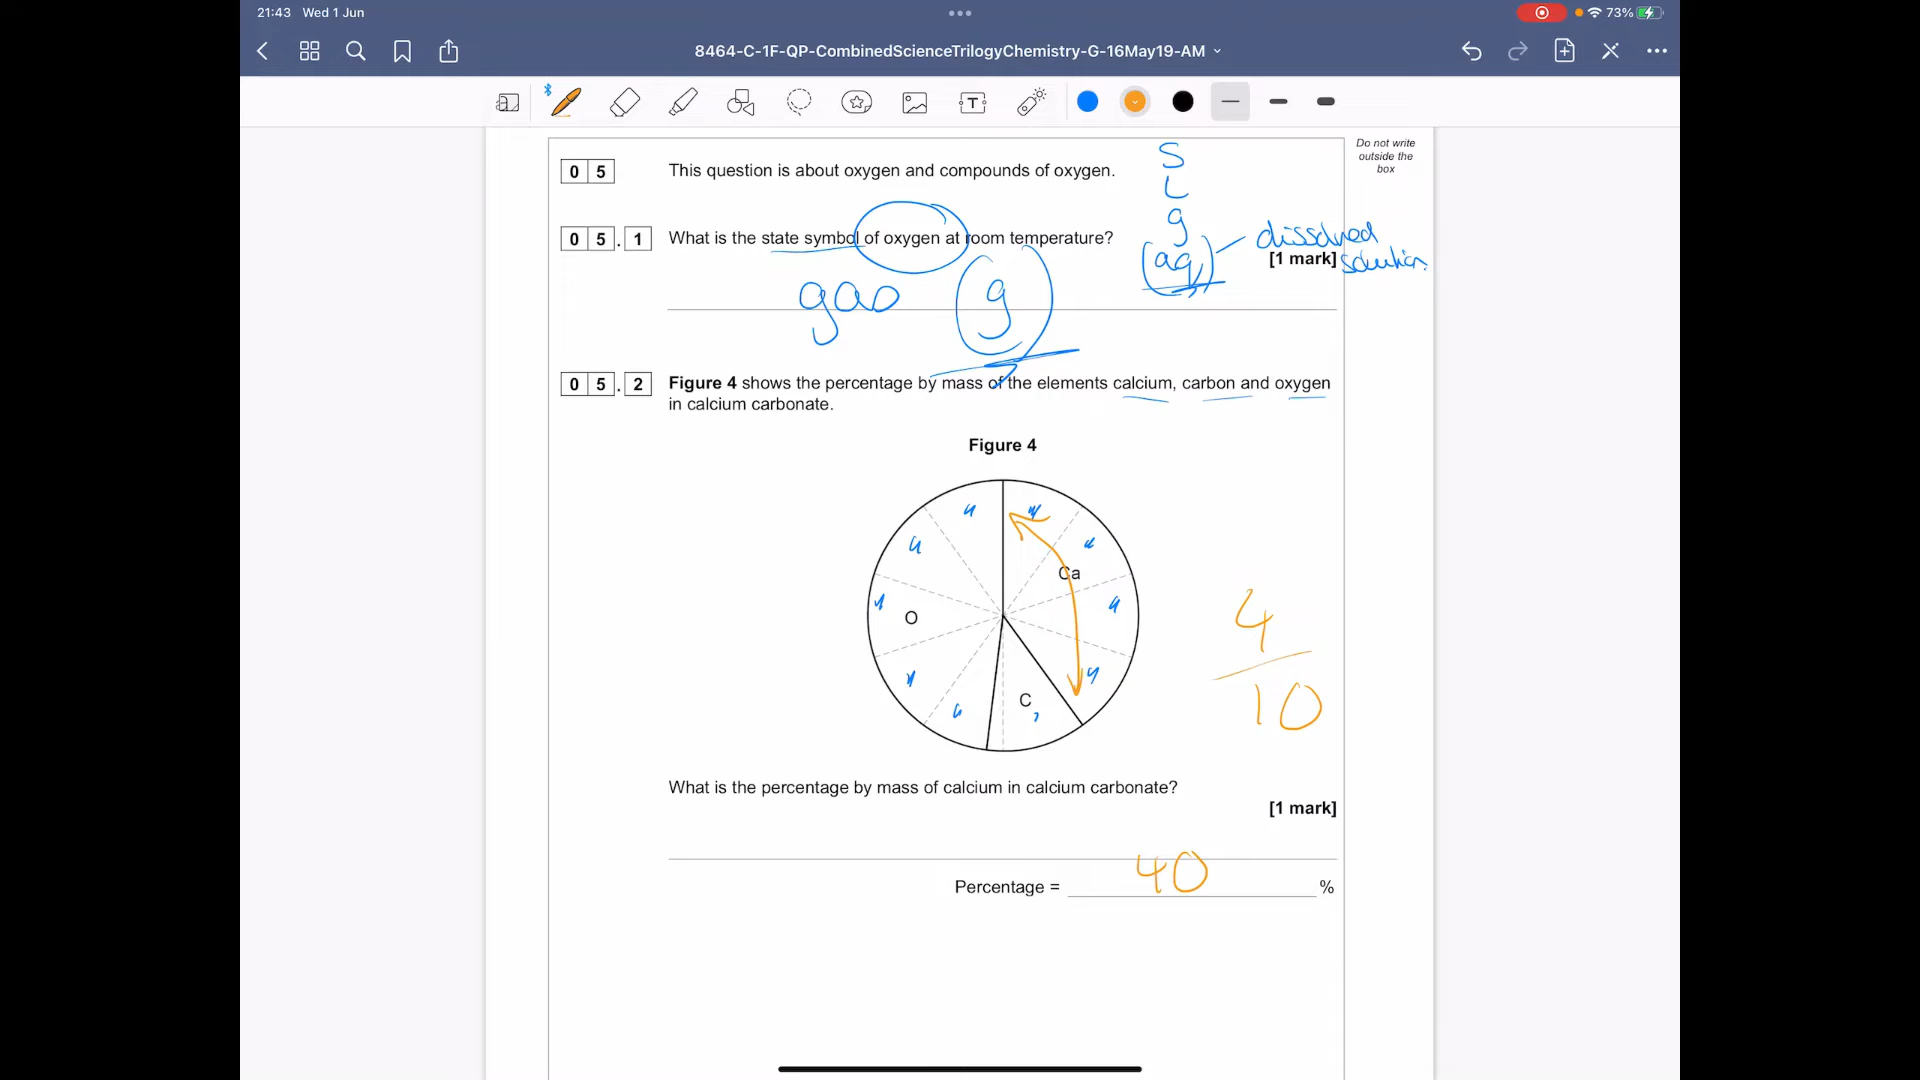 21:43 Wed 1 Jun
73%
8464-C-1F-QP-CombinedScienceTrilogyChemistry-G-16May19-AM
Do not write
outside the
box
0 5 This question is about oxygen and compounds of oxygen.
S
L
g
(aq) dissolved
solution
0 5 . 1 What is the state symbol of oxygen at room temperature?
[1 mark]
gas (g)
0 5 . 2 Figure 4 shows the percentage by mass of the elements calcium, carbon and oxygen
in calcium carbonate.
Figure 4
Ca
O
C
4
10
What is the percentage by mass of calcium in calcium carbonate?
[1 mark]
Percentage = 40 %